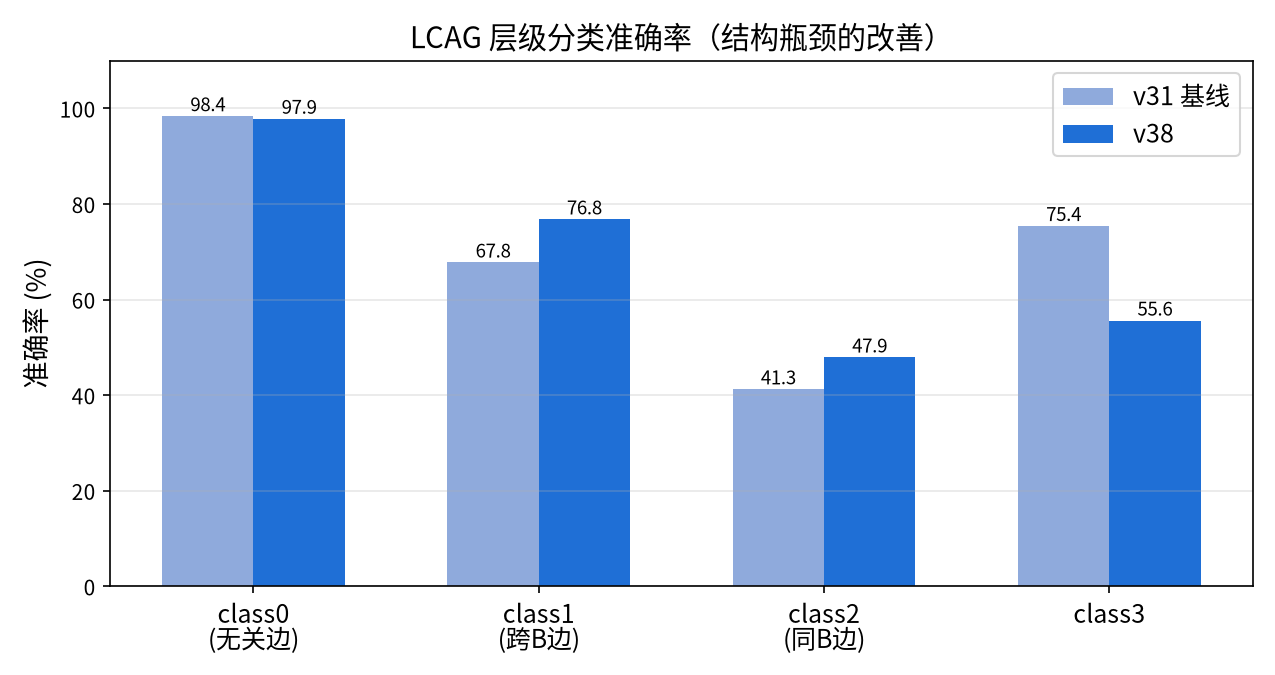 LCAG 层级分类准确率（结构瓶颈的改善）
v31 基线
v38
准确率 (%)
100
80
60
40
20
0
98.4
97.9
67.8
76.8
41.3
47.9
75.4
55.6
class0
(无关边)
class1
(跨B边)
class2
(同B边)
class3